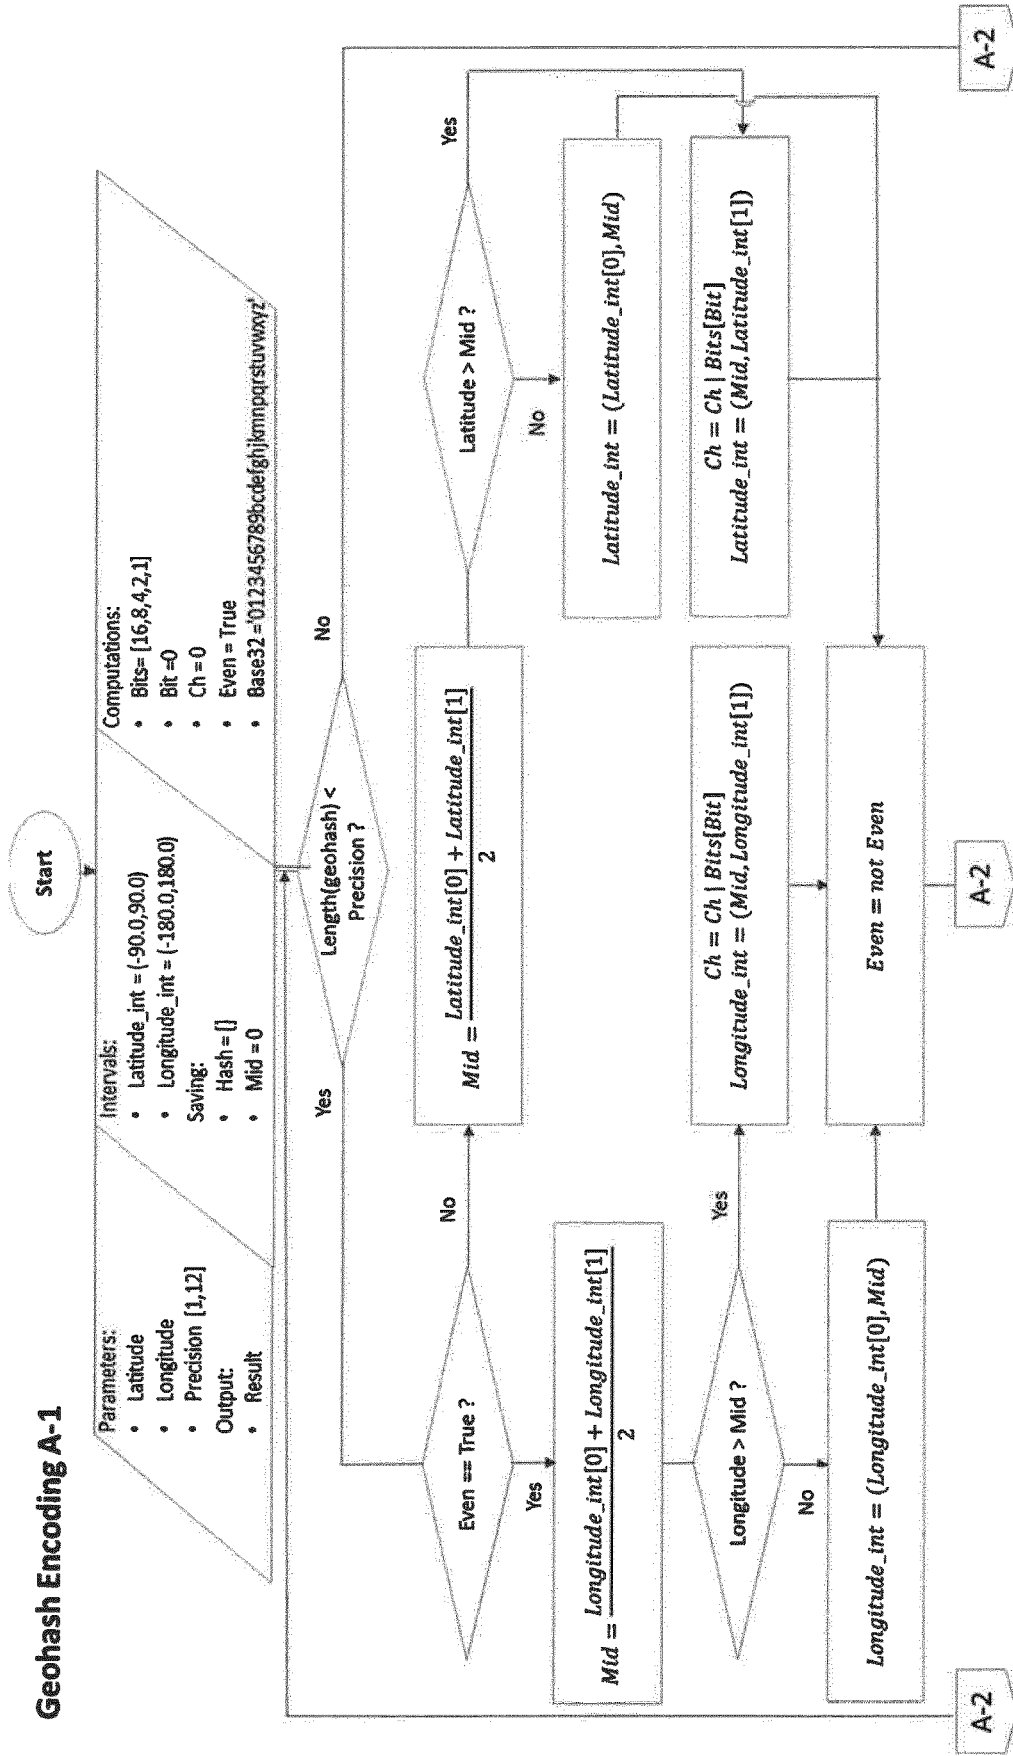 Geohash Encoding A-1
Start
Parameters:
• Latitude
• Longitude
• Precision [1,12]
Output:
• Result
Intervals:
• Latitude_int = (-90.0,90.0)
• Longitude_int = (-180.0,180.0)
Saving:
• Hash = []
• Mid = 0
Computations:
• Bits= [16,8,4,2,1]
• Bit =0
• Ch = 0
• Even = True
• Base32 ='0123456789bcdefghjkmnpqrstuvwxyz'
Length(geohash) <
Precision ?
Yes
No
Even == True ?
No
Yes
Mid = Latitude_int[0] + Latitude_int[1]
2
Latitude > Mid ?
Yes
No
Mid = Longitude_int[0] + Longitude_int[1]
2
Latitude_int = (Latitude_int[0],Mid)
Longitude > Mid ?
Yes
No
Ch = Ch | Bits[Bit]
Longitude_int = (Mid,Longitude_int[1])
Ch = Ch | Bits[Bit]
Latitude_int = (Mid,Latitude_int[1])
Longitude_int = (Longitude_int[0],Mid)
Even = not Even
A-2
A-2
A-2